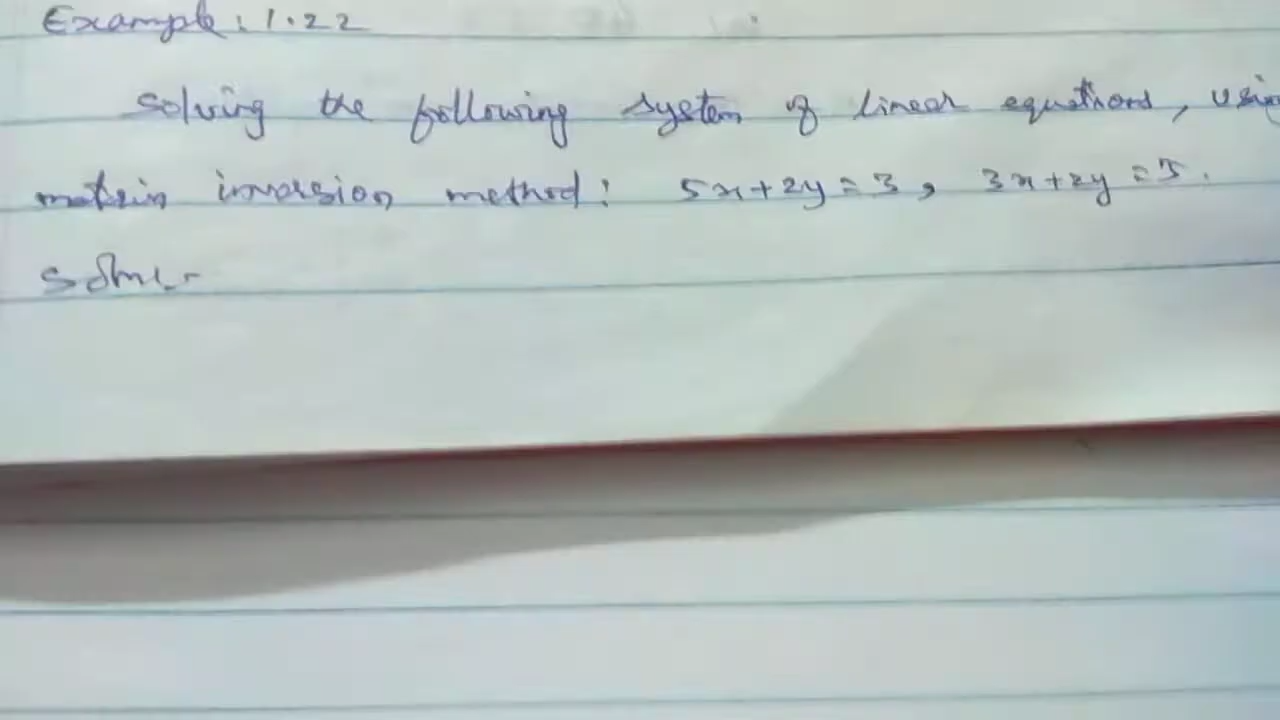 Example: 1.22
Solving the following system of linear equations, using
matrix inversion method: 5x+2y=3, 3x+2y=5.
Soln:-